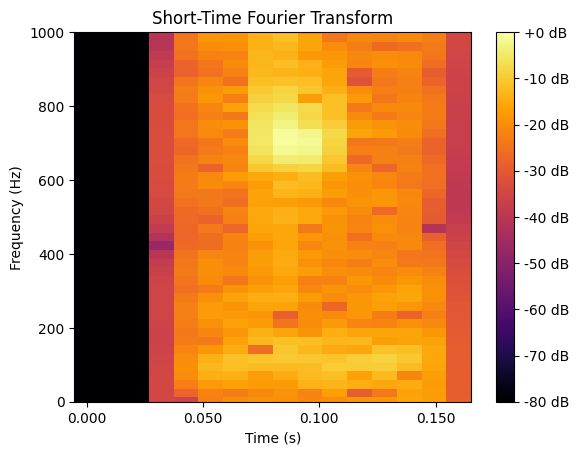 Short-Time Fourier Transform
1000
800
600
400
200
0
Frequency (Hz)
0.000
0.050
0.100
0.150
Time (s)
+0 dB
-10 dB
-20 dB
-30 dB
-40 dB
-50 dB
-60 dB
-70 dB
-80 dB